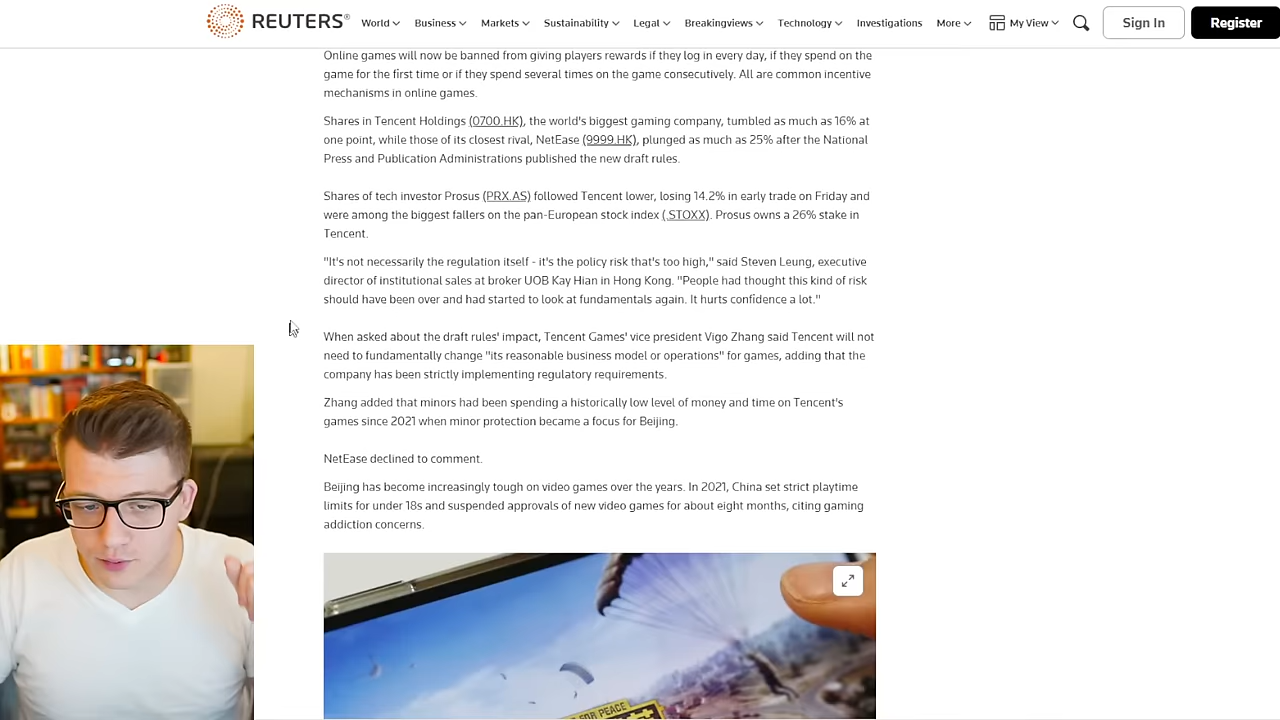 REUTERS®
World Business Markets Sustainability Legal Breakingviews Technology Investigations More My View Sign In Register
Online games will now be banned from giving players rewards if they log in every day, if they spend on the
game for the first time or if they spend several times on the game consecutively. All are common incentive
mechanisms in online games.
Shares in Tencent Holdings (0700.HK), the world's biggest gaming company, tumbled as much as 16% at
one point, while those of its closest rival, NetEase (9999.HK), plunged as much as 25% after the National
Press and Publication Administrations published the new draft rules.
Shares of tech investor Prosus (PRX.AS) followed Tencent lower, losing 14.2% in early trade on Friday and
were among the biggest fallers on the pan-European stock index (.STOXX). Prosus owns a 26% stake in
Tencent.
"It's not necessarily the regulation itself - it's the policy risk that's too high," said Steven Leung, executive
director of institutional sales at broker UOB Kay Hian in Hong Kong. "People had thought this kind of risk
should have been over and had started to look at fundamentals again. It hurts confidence a lot."
When asked about the draft rules' impact, Tencent Games' vice president Vigo Zhang said Tencent will not
need to fundamentally change "its reasonable business model or operations" for games, adding that the
company has been strictly implementing regulatory requirements.
Zhang added that minors had been spending a historically low level of money and time on Tencent's
games since 2021 when minor protection became a focus for Beijing.
NetEase declined to comment.
Beijing has become increasingly tough on video games over the years. In 2021, China set strict playtime
limits for under 18s and suspended approvals of new video games for about eight months, citing gaming
addiction concerns.
FOR PEACE